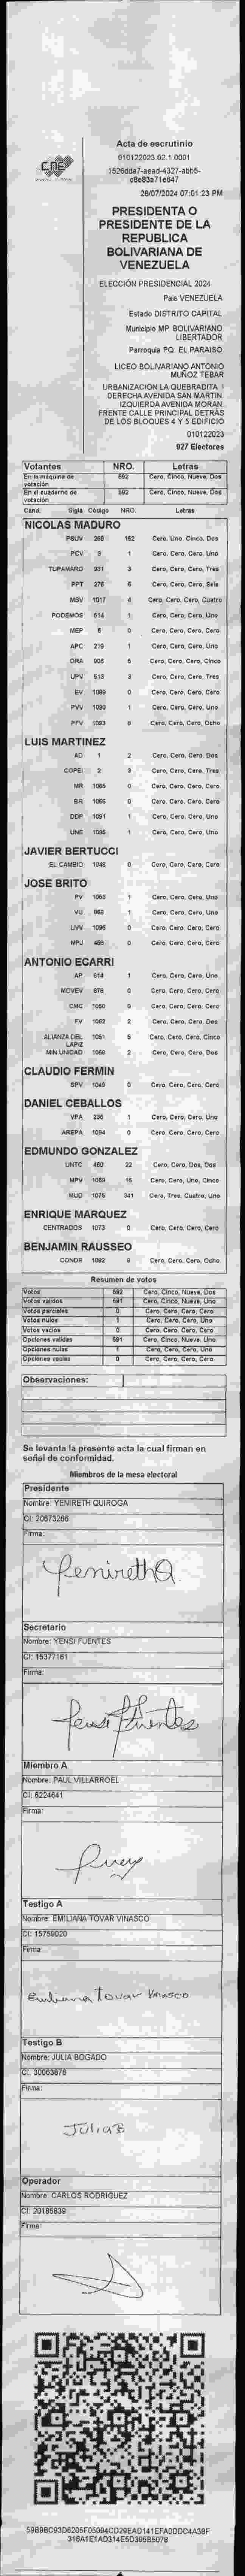 CNE
Acta de escrutinio
010122023.02.1.0001
1526dda7-aead-4327-abb5-
c8e83a71e647
28/07/2024 07:01:23 PM
PRESIDENTA O
PRESIDENTE DE LA
REPUBLICA
BOLIVARIANA DE
VENEZUELA
ELECCIÓN PRESIDENCIAL 2024
País VENEZUELA
Estado DISTRITO CAPITAL
Municipio MP. BOLIVARIANO
LIBERTADOR
Parroquia PQ. EL PARAISO
LICEO BOLIVARIANO ANTONIO
MUÑOZ TEBAR
URBANIZACION LA QUEBRADITA I
DERECHA AVENIDA SAN MARTIN.
IZQUIERDA AVENIDA MORAN.
FRENTE CALLE PRINCIPAL DETRÁS
DE LOS BLOQUES 4 Y 5 EDIFICIO
010122023
927 Electores
Votantes NRO. Letras
En la máquina de votación 592 Cero, Cinco, Nueve, Dos
En el cuaderno de votación 592 Cero, Cinco, Nueve, Dos
Cand. Sigla Código NRO. Letras
NICOLAS MADURO
PSUV 269 152 Cero, Uno, Cinco, Dos
PCV 9 1 Cero, Cero, Cero, Uno
TUPAMARO 931 3 Cero, Cero, Cero, Tres
PPT 276 6 Cero, Cero, Cero, Seis
MSV 1017 4 Cero, Cero, Cero, Cuatro
PODEMOS 514 1 Cero, Cero, Cero, Uno
MEP 5 0 Cero, Cero, Cero, Cero
APC 219 1 Cero, Cero, Cero, Uno
ORA 906 5 Cero, Cero, Cero, Cinco
UPV 513 3 Cero, Cero, Cero, Tres
EV 1089 0 Cero, Cero, Cero, Cero
PVV 1090 1 Cero, Cero, Cero, Uno
PFV 1093 8 Cero, Cero, Cero, Ocho
LUIS MARTINEZ
AD 1 2 Cero, Cero, Cero, Dos
COPEI 2 3 Cero, Cero, Cero, Tres
MR 1085 0 Cero, Cero, Cero, Cero
BR 1066 0 Cero, Cero, Cero, Cero
DDP 1091 1 Cero, Cero, Cero, Uno
UNE 1095 1 Cero, Cero, Cero, Uno
JAVIER BERTUCCI
EL CAMBIO 1048 0 Cero, Cero, Cero, Cero
JOSE BRITO
PV 1053 1 Cero, Cero, Cero, Uno
VU 868 1 Cero, Cero, Cero, Uno
UVV 1096 0 Cero, Cero, Cero, Cero
MPJ 458 0 Cero, Cero, Cero, Cero
ANTONIO ECARRI
AP 614 1 Cero, Cero, Cero, Uno
MOVEV 878 0 Cero, Cero, Cero, Cero
CMC 1050 0 Cero, Cero, Cero, Cero
FV 1062 2 Cero, Cero, Cero, Dos
ALIANZA DEL LAPIZ 1051 5 Cero, Cero, Cero, Cinco
MIN UNIDAD 1059 2 Cero, Cero, Cero, Dos
CLAUDIO FERMIN
SPV 1049 0 Cero, Cero, Cero, Cero
DANIEL CEBALLOS
VPA 236 1 Cero, Cero, Cero, Uno
AREPA 1094 0 Cero, Cero, Cero, Cero
EDMUNDO GONZALEZ
UNTC 460 22 Cero, Cero, Dos, Dos
MPV 1069 15 Cero, Cero, Uno, Cinco
MUD 1075 341 Cero, Tres, Cuatro, Uno
ENRIQUE MARQUEZ
CENTRADOS 1073 0 Cero, Cero, Cero, Cero
BENJAMIN RAUSSEO
CONDE 1092 8 Cero, Cero, Cero, Ocho
Resumen de votos
Votos 592 Cero, Cinco, Nueve, Dos
Votos validos 591 Cero, Cinco, Nueve, Uno
Votos parciales 0 Cero, Cero, Cero, Cero
Votos nulos 1 Cero, Cero, Cero, Uno
Votos vacios 0 Cero, Cero, Cero, Cero
Opciones validas 591 Cero, Cinco, Nueve, Uno
Opciones nulas 1 Cero, Cero, Cero, Uno
Opciones vacías 0 Cero, Cero, Cero, Cero
Observaciones:
Se levanta la presente acta la cual firman en
señal de conformidad.
Miembros de la mesa electoral
Presidente
Nombre: YENIRETH QUIROGA
CI: 20673266
Firma:
YenirethQ
Secretario
Nombre: YENSI FUENTES
CI: 15377161
Firma:
Yensi Fuentes
Miembro A
Nombre: PAUL VILLARROEL
CI: 6224641
Firma:
Testigo A
Nombre: EMILIANA TOVAR VINASCO
CI: 15759020
Firma:
Emiliana Tovar Vinasco
Testigo B
Nombre: JULIA BOGADO
CI: 30063876
Firma:
Julia B
Operador
Nombre: CARLOS RODRIGUEZ
CI: 20185839
Firma:
59B9BC93D6205F05094CD29EAD141EFA0DDC4A38F
316A1E1AD314E5D395B5078